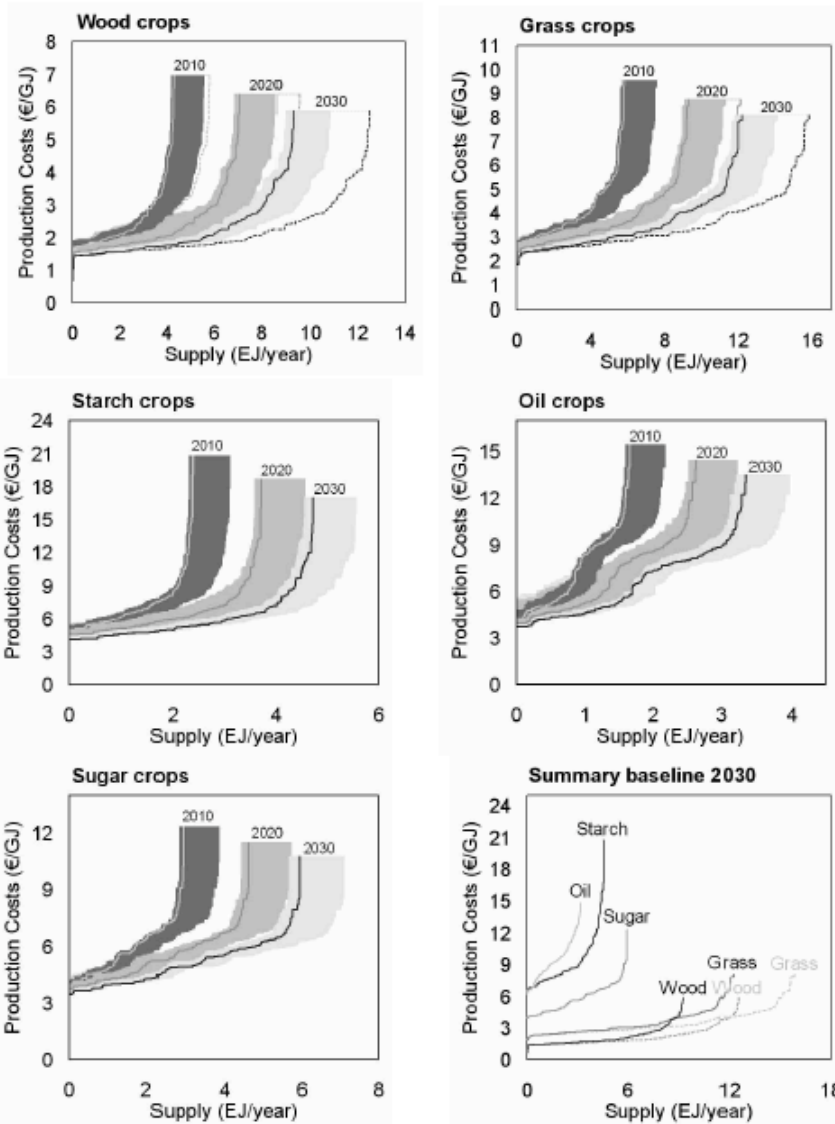 Wood crops
Production Costs (€/GJ)
8
7
6
5
4
3
2
1
0
2010
2020
2030
0 2 4 6 8 10 12 14
Supply (EJ/year)
Grass crops
Production Costs (€/GJ)
11
10
9
8
7
6
5
4
3
2
1
0
2010
2020
2030
0 4 8 12 16
Supply (EJ/year)
Starch crops
Production Costs (€/GJ)
24
21
18
15
12
9
6
3
0
2010
2020
2030
0 2 4 6
Supply (EJ/year)
Oil crops
Production Costs (€/GJ)
15
12
9
6
3
0
2010
2020
2030
0 1 2 3 4
Supply (EJ/year)
Sugar crops
Production Costs (€/GJ)
12
9
6
3
0
2010
2020
2030
0 2 4 6 8
Supply (EJ/year)
Summary baseline 2030
Production Costs (€/GJ)
24
21
18
15
12
9
6
3
0
Starch
Oil
Sugar
Grass Grass
Wood Wood
0 6 12 18
Supply (EJ/year)